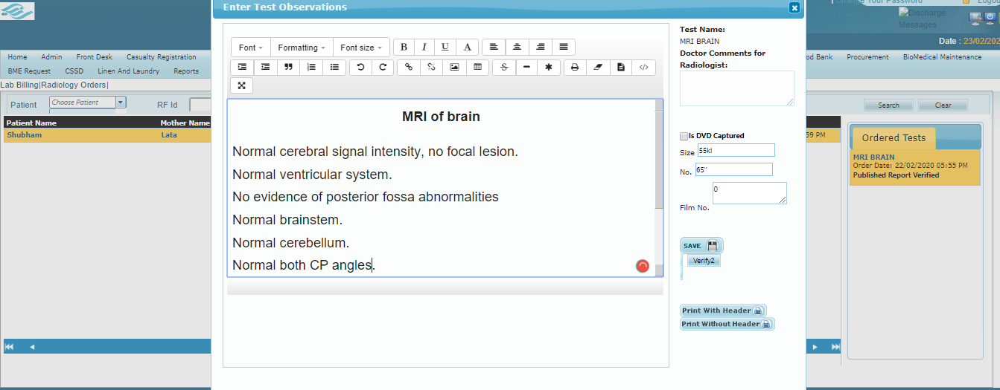 Enter Test Observations
Change Your Password
Discharge
Messages
Date : 23/02/202
Home Admin Front Desk Casualty Registration
od Bank Procurement BioMedical Maintenance
BME Request CSSD Linen And Laundry Reports
Lab Billing|Radiology Orders|
Patient Choose Patient RF Id
Search Clear
Patient Name Mother Name
Shubham Lata
59 PM
Font Formatting Font size B I U A
MRI of brain
Normal cerebral signal intensity, no focal lesion.
Normal ventricular system.
No evidence of posterior fossa abnormalities
Normal brainstem.
Normal cerebellum.
Normal both CP angles.
Test Name:
MRI BRAIN
Doctor Comments for
Radiologist:
Is DVD Captured
Size 55kl
No. 65"
0
Film No.
SAVE
Verify2
Print With Header
Print Without Header
Ordered Tests
MRI BRAIN
Order Date: 22/02/2020 05:55 PM
Published Report Verified